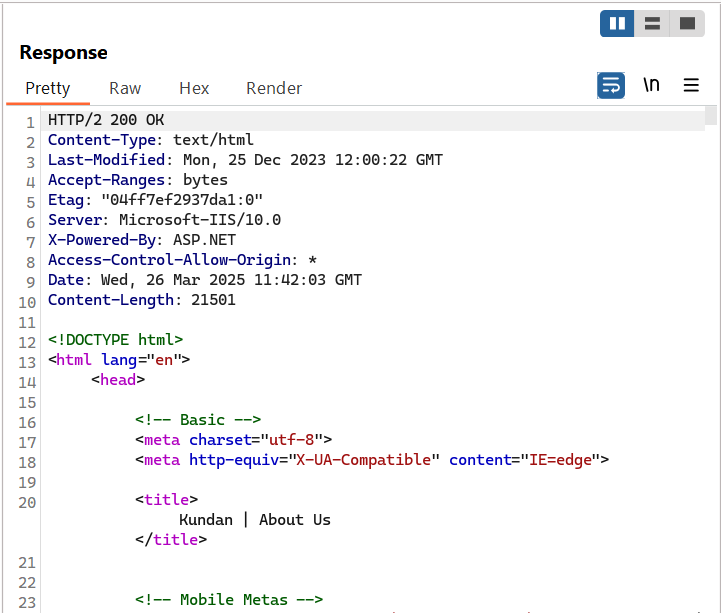 Response
Pretty Raw Hex Render \n
1 HTTP/2 200 OK
2 Content-Type: text/html
3 Last-Modified: Mon, 25 Dec 2023 12:00:22 GMT
4 Accept-Ranges: bytes
5 Etag: "04ff7ef2937da1:0"
6 Server: Microsoft-IIS/10.0
7 X-Powered-By: ASP.NET
8 Access-Control-Allow-Origin: *
9 Date: Wed, 26 Mar 2025 11:42:03 GMT
10 Content-Length: 21501
11
12 <!DOCTYPE html>
13 <html lang="en">
14 <head>
15
16 <!-- Basic -->
17 <meta charset="utf-8">
18 <meta http-equiv="X-UA-Compatible" content="IE=edge">
19
20 <title>
Kundan | About Us
</title>
21
22
23 <!-- Mobile Metas -->